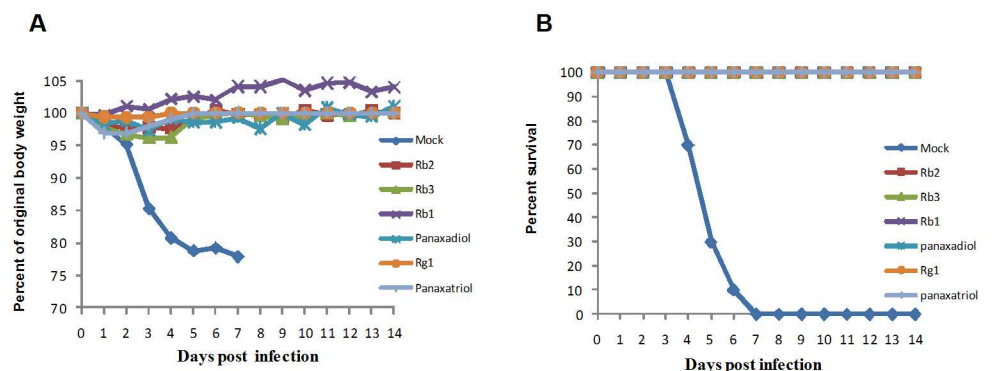 A
Percent of original body weight
105
100
95
90
85
80
75
70
0 1 2 3 4 5 6 7 8 9 10 11 12 13 14
Days post infection
Mock
Rb2
Rb3
Rb1
Panaxadiol
Rg1
Panaxatriol
B
Percent survival
100
90
80
70
60
50
40
30
20
10
0
0 1 2 3 4 5 6 7 8 9 10 11 12 13 14
Days post infection
Mock
Rb2
Rb3
Rb1
panaxadiol
Rg1
panaxatriol